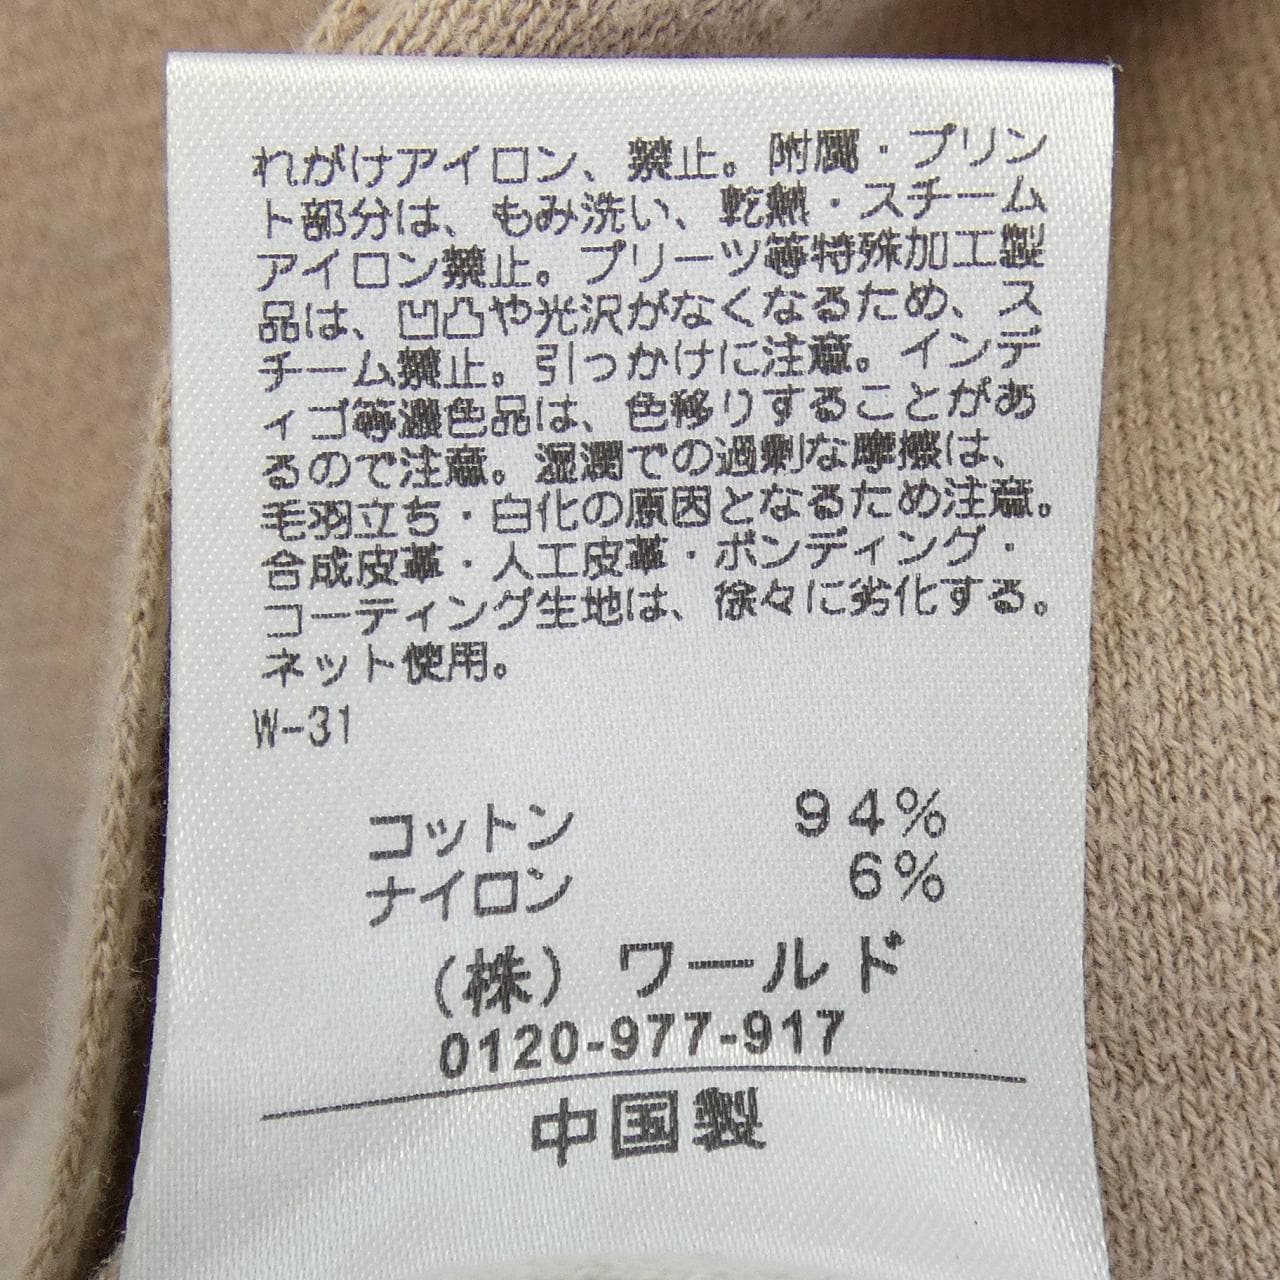 れがけアイロン、禁止。附属・プリン
ト部分は、もみ洗い、乾熱・スチーム
アイロン禁止。プリーツ等特殊加工製
品は、凹凸や光沢がなくなるため、ス
チーム禁止。引っかけに注意。インデ
ィゴ等濃色品は、色移りすることがあ
るので注意。湿潤での過剰な摩擦は、
毛羽立ち・白化の原因となるため注意。
合成皮革・人工皮革・ボンディング・
コーティング生地は、徐々に劣化する。
ネット使用。
W-31
コットン 94%
ナイロン 6%
(株)ワールド
0120-977-917
中国製